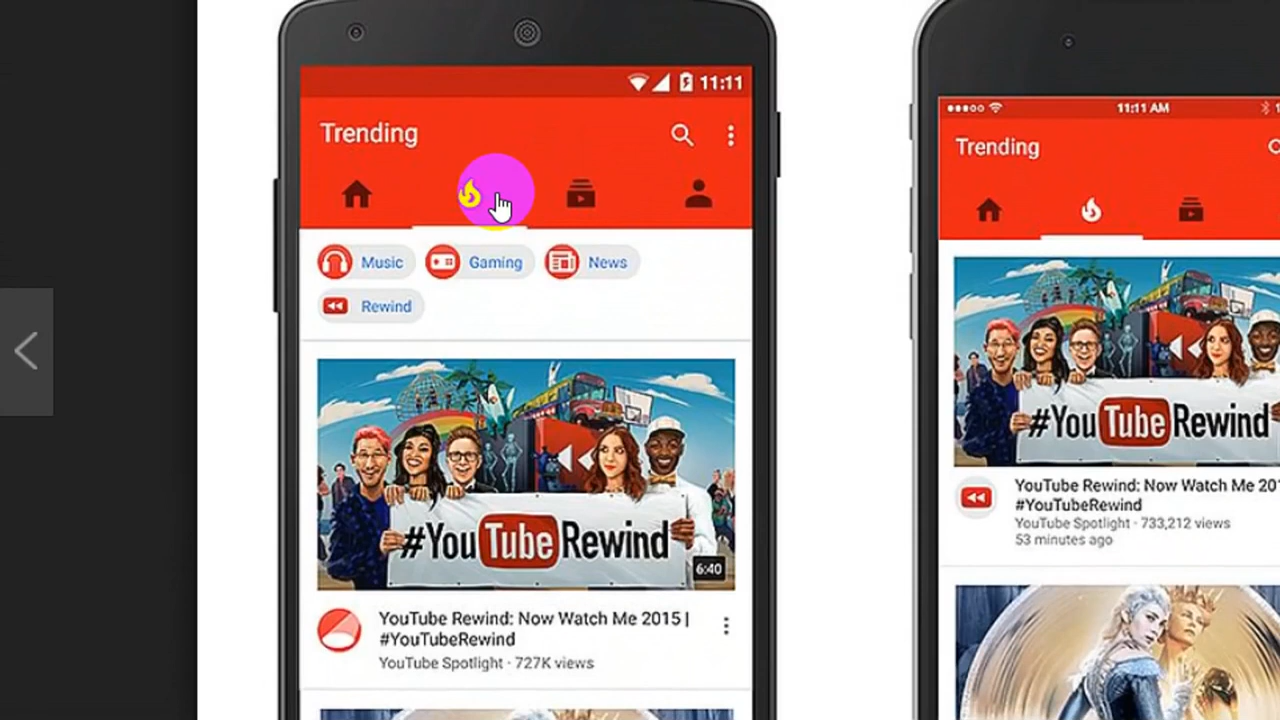 11:11
Trending
Music
Gaming
News
Rewind
#YouTubeRewind
6:40
YouTube Rewind: Now Watch Me 2015 |
#YouTubeRewind
YouTube Spotlight · 727K views
11:11 AM
Trending
#YouTubeRewind
YouTube Rewind: Now Watch Me
#YouTubeRewind
YouTube Spotlight · 733,212 views
53 minutes ago